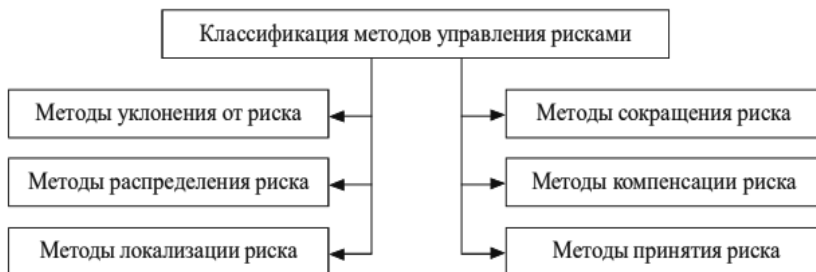 Классификация методов управления рисками
Методы уклонения от риска
Методы сокращения риска
Методы распределения риска
Методы компенсации риска
Методы локализации риска
Методы принятия риска